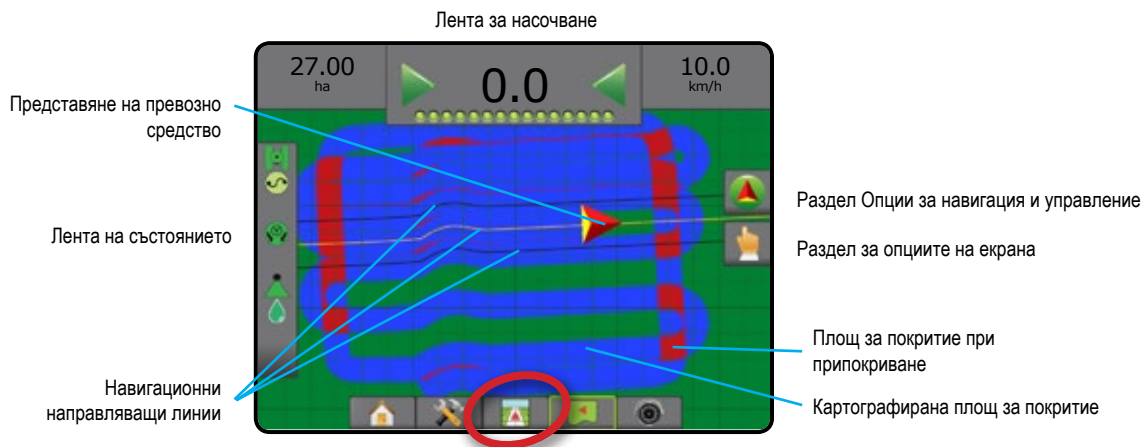 Лента за насочване
27.00
ha
0.0
10.0
km/h
Представяне на превозно
средство
Лента на състоянието
Навигационни
направляващи линии
Раздел Опции за навигация и управление
Раздел за опциите на екрана
Площ за покритие при
припокриване
Картографирана площ за покритие